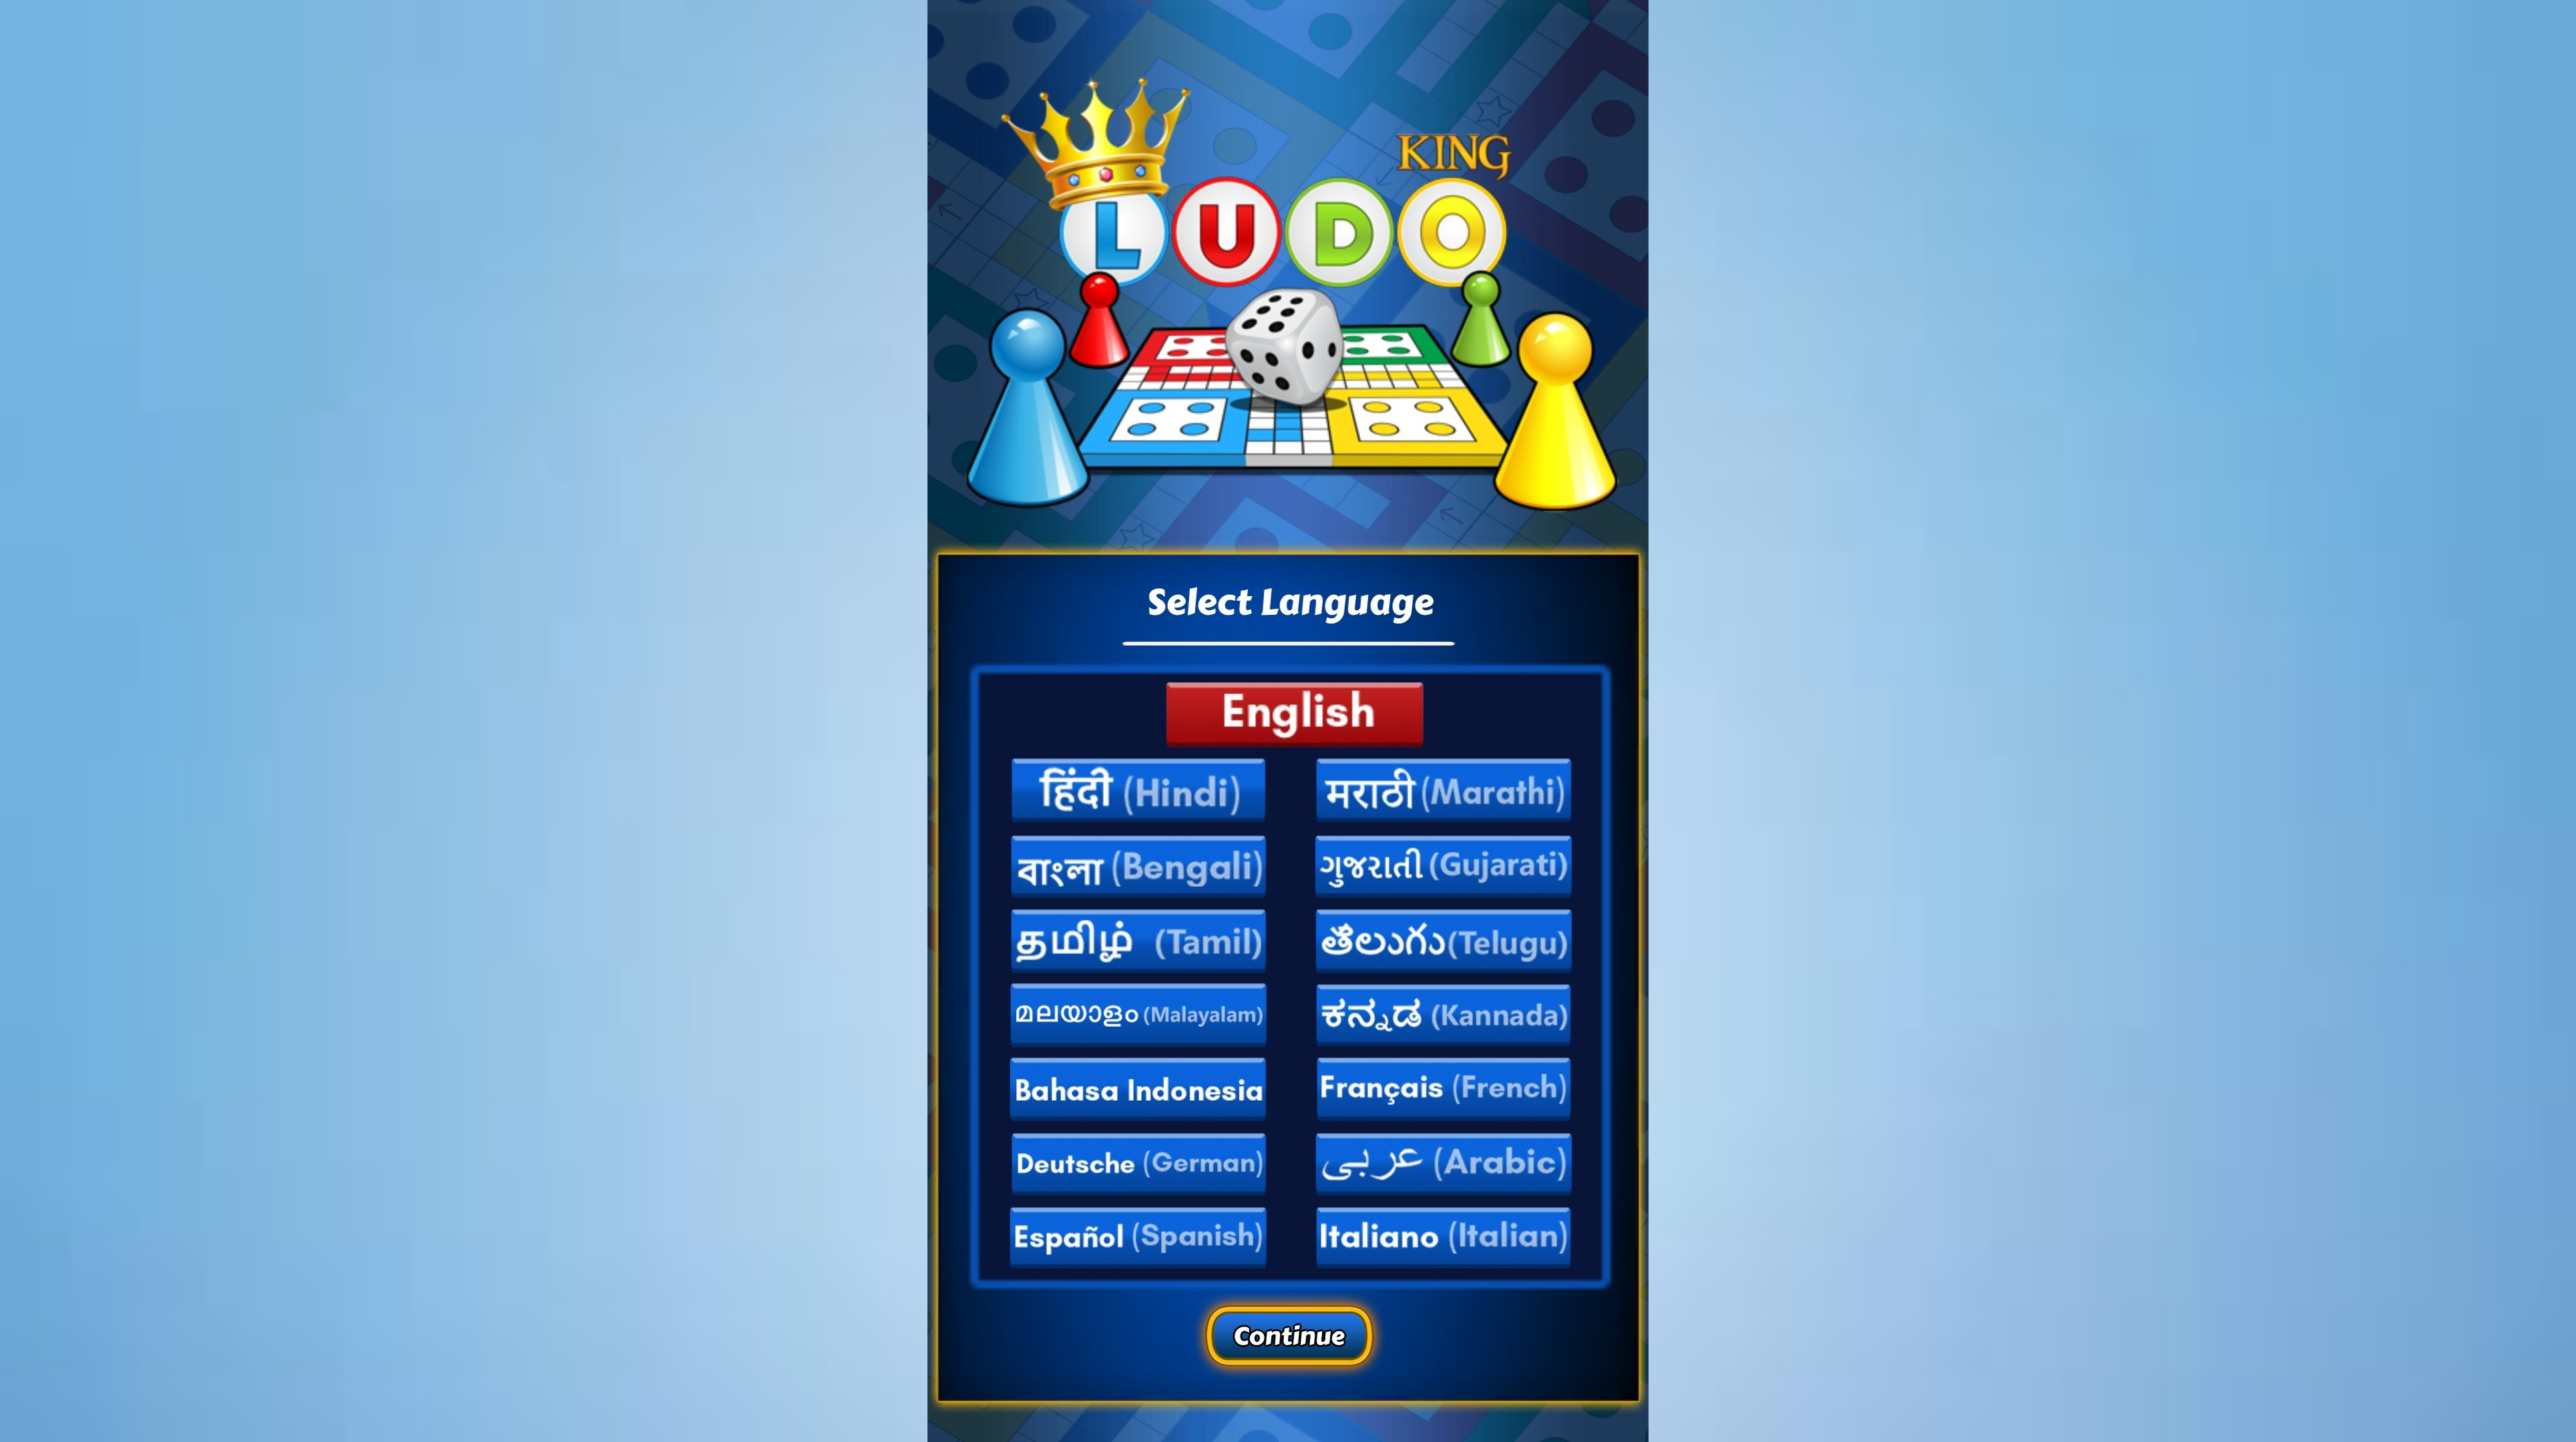 KING
LUDO
Select Language
English
हिंदी (Hindi)
मराठी (Marathi)
বাংলা (Bengali)
ગુજરાતી (Gujarati)
தமிழ் (Tamil)
తెలుగు (Telugu)
മലയാളം (Malayalam)
ಕನ್ನಡ (Kannada)
Bahasa Indonesia
Français (French)
Deutsche (German)
عربى (Arabic)
Español (Spanish)
Italiano (Italian)
Continue